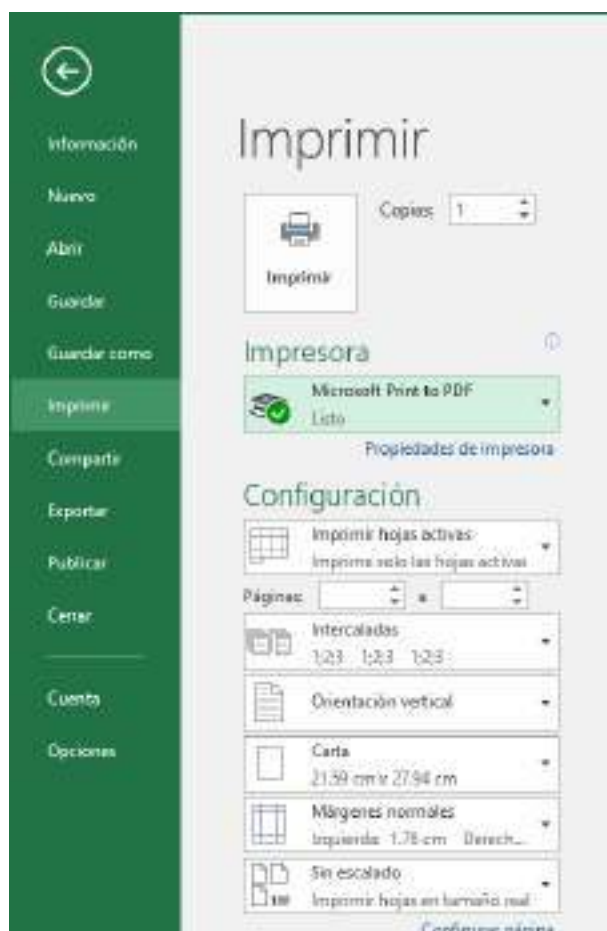 Imprimir
Información
Nuevo
Abrir
Guardar
Guardar como
Imprimir
Compartir
Exportar
Publicar
Cerrar
Cuenta
Opciones
Copias: 1
Imprimir
Impresora
Microsoft Print to PDF
Listo
Propiedades de impresora
Configuración
Imprimir hojas activas
Imprime solo las hojas activas
Páginas: a
Intercaladas
1;2;3 1;2;3 1;2;3
Orientación vertical
Carta
21.59 cm x 27.94 cm
Márgenes normales
Izquierda: 1.78 cm Derech...
Sin escalado
Imprimir hojas en tamaño real
Configurar página